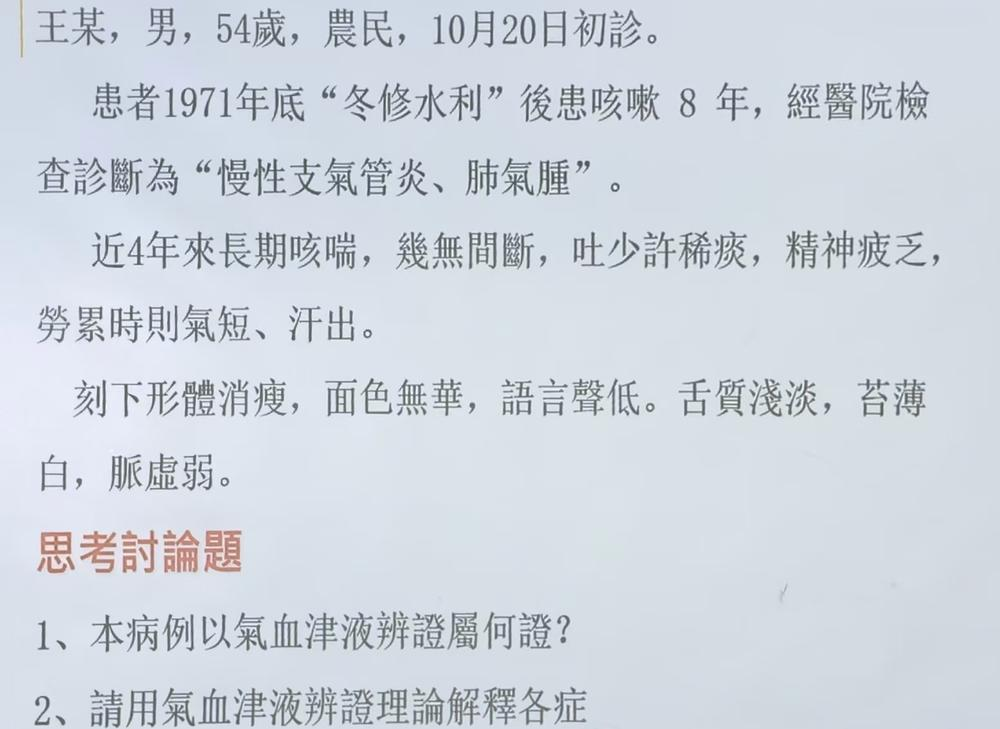 王某，男，54歲，農民，10月20日初診。
患者1971年底“冬修水利”後患咳嗽 8 年，經醫院檢
查診斷為“慢性支氣管炎、肺氣腫”。
近4年來長期咳喘，幾無間斷，吐少許稀痰，精神疲乏，
勞累時則氣短、汗出。
刻下形體消瘦，面色無華，語言聲低。舌質淺淡，苔薄
白，脈虛弱。
思考討論題
1、本病例以氣血津液辨證屬何證？
2、請用氣血津液辨證理論解釋各症